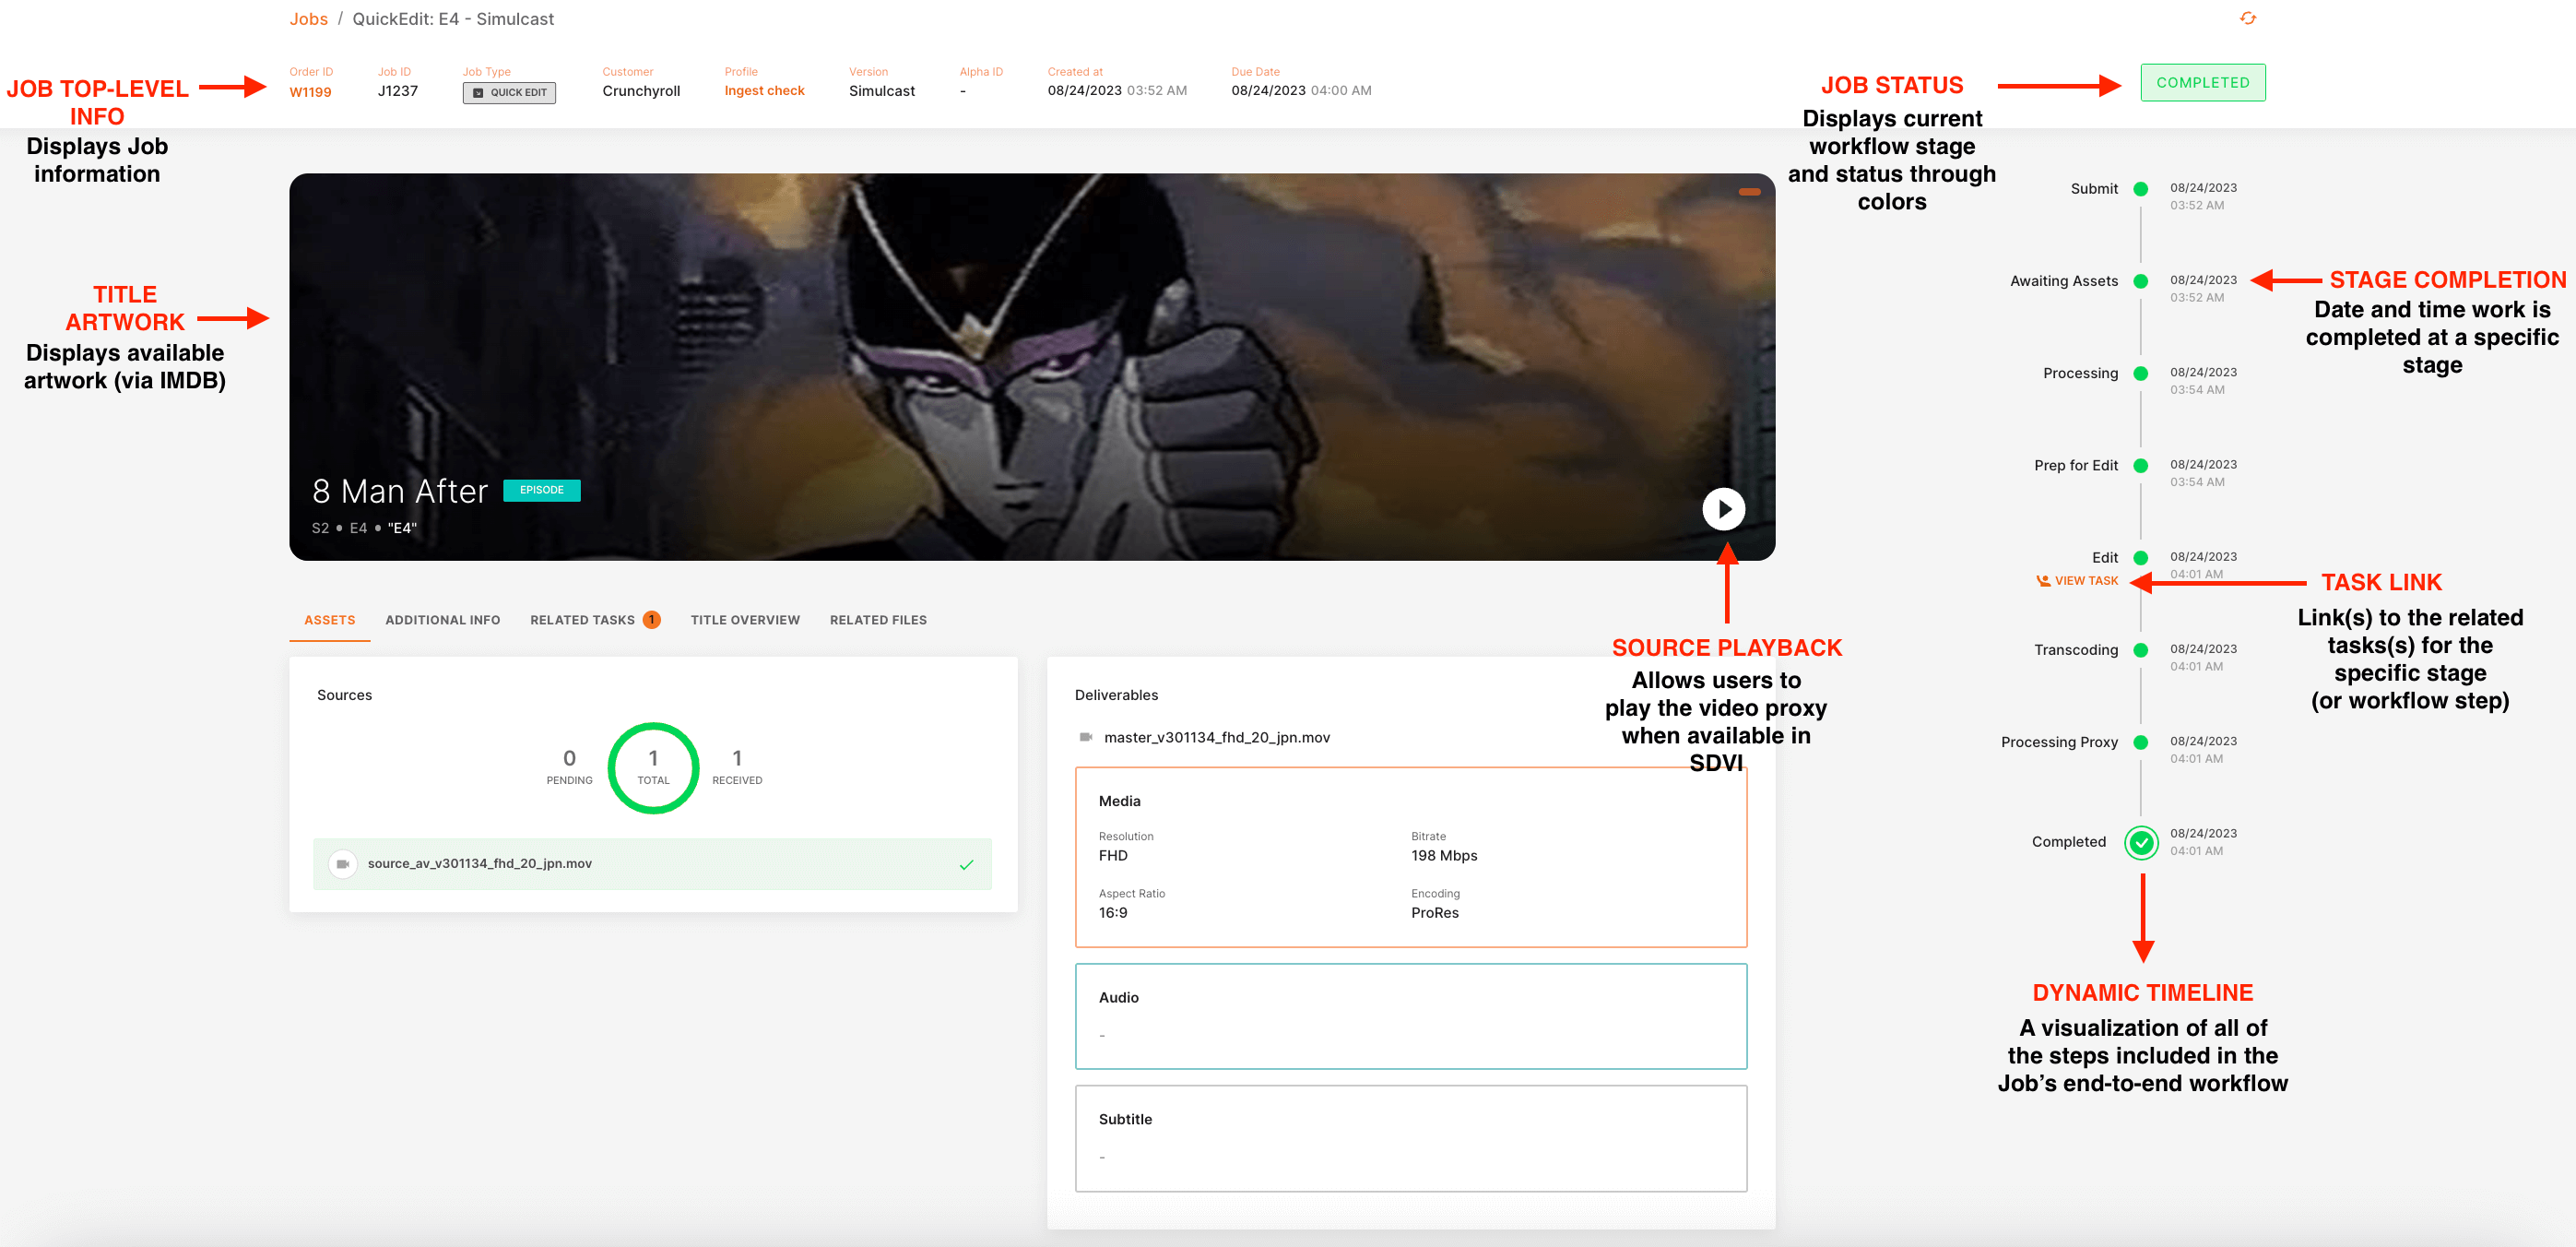 Jobs / QuickEdit: E4 - Simulcast
JOB TOP-LEVEL
INFO
Displays Job
information
Order ID
W1199
Job ID
J1237
Job Type
QUICK EDIT
Customer
Crunchyroll
Profile
Ingest check
Version
Simulcast
Alpha ID
-
Created at
08/24/2023 03:52 AM
Due Date
08/24/2023 04:00 AM
JOB STATUS
Displays current
workflow stage
and status through
colors
COMPLETED
TITLE
ARTWORK
Displays available
artwork (via IMDB)
8 Man After EPISODE
S2 • E4 • "E4"
SOURCE PLAYBACK
Allows users to
play the video proxy
when available in
SDVI
ASSETS ADDITIONAL INFO RELATED TASKS 1 TITLE OVERVIEW RELATED FILES
Sources
0
PENDING
1
TOTAL
1
RECEIVED
source_av_v301134_fhd_20_jpn.mov
Deliverables
master_v301134_fhd_20_jpn.mov
Media
Resolution
FHD
Bitrate
198 Mbps
Aspect Ratio
16:9
Encoding
ProRes
Audio
-
Subtitle
-
Submit 08/24/2023
03:52 AM
Awaiting Assets 08/24/2023
03:52 AM
STAGE COMPLETION
Date and time work is
completed at a specific
stage
Processing 08/24/2023
03:54 AM
Prep for Edit 08/24/2023
03:54 AM
Edit 08/24/2023
04:01 AM
VIEW TASK
TASK LINK
Link(s) to the related
tasks(s) for the
specific stage
(or workflow step)
Transcoding 08/24/2023
04:01 AM
Processing Proxy 08/24/2023
04:01 AM
Completed 08/24/2023
04:01 AM
DYNAMIC TIMELINE
A visualization of all of
the steps included in the
Job’s end-to-end workflow